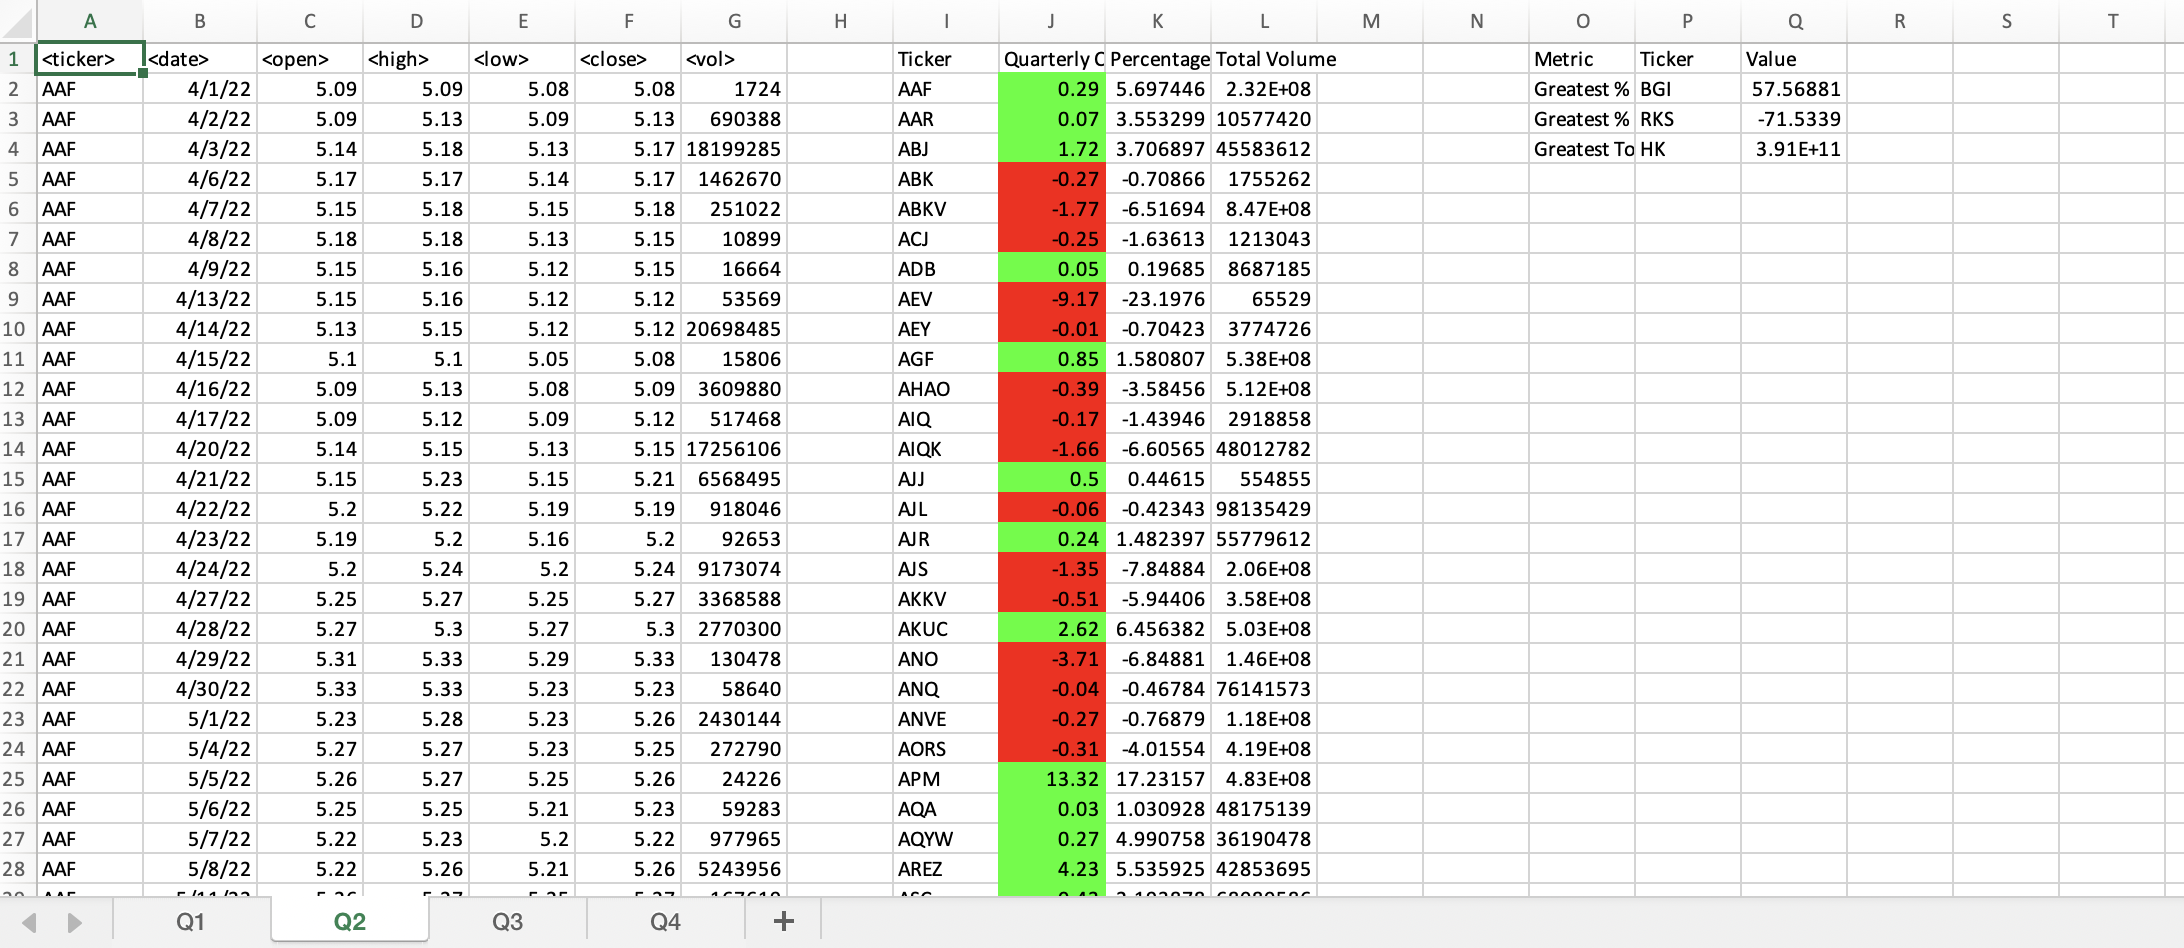 A B C D E F G H I J K L M N O P Q R S T
1 <ticker> <date> <open> <high> <low> <close> <vol> Ticker Quarterly C Percentage Total Volume Metric Ticker Value
2 AAF 4/1/22 5.09 5.09 5.08 5.08 1724 AAF 0.29 5.697446 2.32E+08 Greatest % BGI 57.56881
3 AAF 4/2/22 5.09 5.13 5.09 5.13 690388 AAR 0.07 3.553299 10577420 Greatest % RKS -71.5339
4 AAF 4/3/22 5.14 5.18 5.13 5.17 18199285 ABJ 1.72 3.706897 45583612 Greatest To HK 3.91E+11
5 AAF 4/6/22 5.17 5.17 5.14 5.17 1462670 ABK -0.27 -0.70866 1755262
6 AAF 4/7/22 5.15 5.18 5.15 5.18 251022 ABKV -1.77 -6.51694 8.47E+08
7 AAF 4/8/22 5.18 5.18 5.13 5.15 10899 ACJ -0.25 -1.63613 1213043
8 AAF 4/9/22 5.15 5.16 5.12 5.15 16664 ADB 0.05 0.19685 8687185
9 AAF 4/13/22 5.15 5.16 5.12 5.12 53569 AEV -9.17 -23.1976 65529
10 AAF 4/14/22 5.13 5.15 5.12 5.12 20698485 AEY -0.01 -0.70423 3774726
11 AAF 4/15/22 5.1 5.1 5.05 5.08 15806 AGF 0.85 1.580807 5.38E+08
12 AAF 4/16/22 5.09 5.13 5.08 5.09 3609880 AHAO -0.39 -3.58456 5.12E+08
13 AAF 4/17/22 5.09 5.12 5.09 5.12 517468 AIQ -0.17 -1.43946 2918858
14 AAF 4/20/22 5.14 5.15 5.13 5.15 17256106 AIQK -1.66 -6.60565 48012782
15 AAF 4/21/22 5.15 5.23 5.15 5.21 6568495 AJJ 0.5 0.44615 554855
16 AAF 4/22/22 5.2 5.22 5.19 5.19 918046 AJL -0.06 -0.42343 98135429
17 AAF 4/23/22 5.19 5.2 5.16 5.2 92653 AJR 0.24 1.482397 55779612
18 AAF 4/24/22 5.2 5.24 5.2 5.24 9173074 AJS -1.35 -7.84884 2.06E+08
19 AAF 4/27/22 5.25 5.27 5.25 5.27 3368588 AKKV -0.51 -5.94406 3.58E+08
20 AAF 4/28/22 5.27 5.3 5.27 5.3 2770300 AKUC 2.62 6.456382 5.03E+08
21 AAF 4/29/22 5.31 5.33 5.29 5.33 130478 ANO -3.71 -6.84881 1.46E+08
22 AAF 4/30/22 5.33 5.33 5.23 5.23 58640 ANQ -0.04 -0.46784 76141573
23 AAF 5/1/22 5.23 5.28 5.23 5.26 2430144 ANVE -0.27 -0.76879 1.18E+08
24 AAF 5/4/22 5.27 5.27 5.23 5.25 272790 AORS -0.31 -4.01554 4.19E+08
25 AAF 5/5/22 5.26 5.27 5.25 5.26 24226 APM 13.32 17.23157 4.83E+08
26 AAF 5/6/22 5.25 5.25 5.21 5.23 59283 AQA 0.03 1.030928 48175139
27 AAF 5/7/22 5.22 5.23 5.2 5.22 977965 AQYW 0.27 4.990758 36190478
28 AAF 5/8/22 5.22 5.26 5.21 5.26 5243956 AREZ 4.23 5.535925 42853695
Q1 Q2 Q3 Q4 +